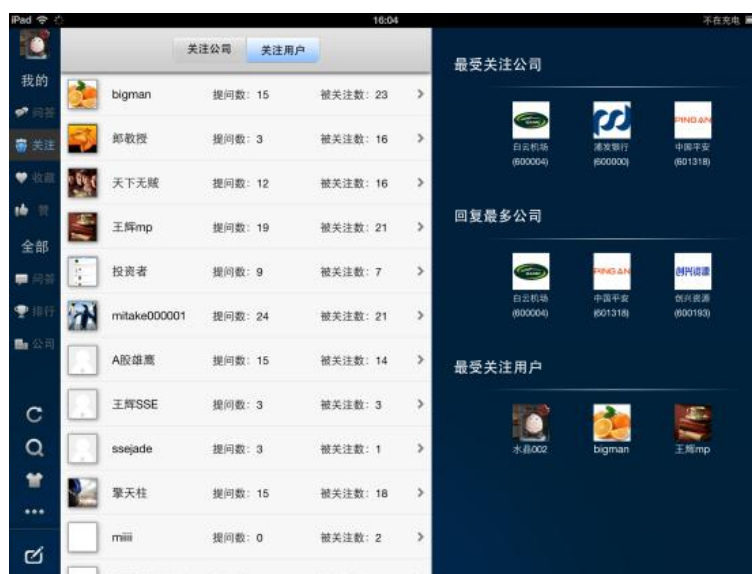 iPad 16:04 不在充电
我的
问答
关注
收藏
赞
全部
问答
排行
公司
关注公司 关注用户
bigman 提问数：15 被关注数：23
郎教授 提问数：3 被关注数：16
天下无贼 提问数：12 被关注数：16
王辉mp 提问数：19 被关注数：21
投资者 提问数：9 被关注数：7
mitake000001 提问数：24 被关注数：21
A股雄鹰 提问数：15 被关注数：14
王辉SSE 提问数：3 被关注数：3
ssejade 提问数：3 被关注数：1
擎天柱 提问数：15 被关注数：18
miiii 提问数：0 被关注数：2
最受关注公司
PING AN
白云机场 浦发银行 中国平安
(600004) (600000) (601318)
回复最多公司
PING AN 创兴资源
白云机场 中国平安 创兴资源
(600004) (601318) (600193)
最受关注用户
水晶002 bigman 王辉mp